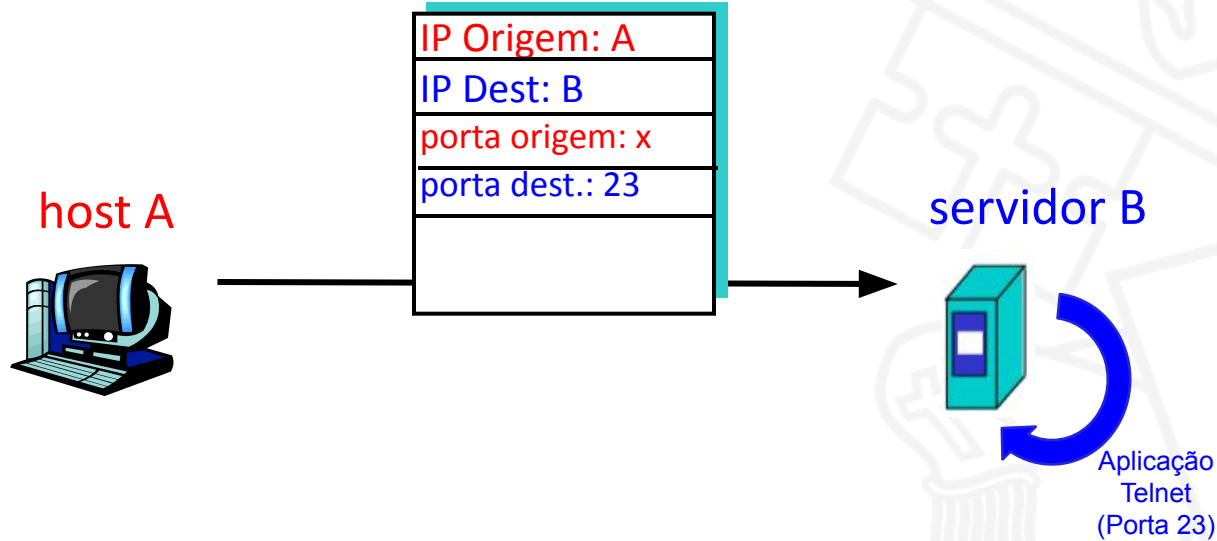 IP Origem: A
IP Dest: B
porta origem: x
porta dest.: 23
host A
servidor B
Aplicação
Telnet
(Porta 23)